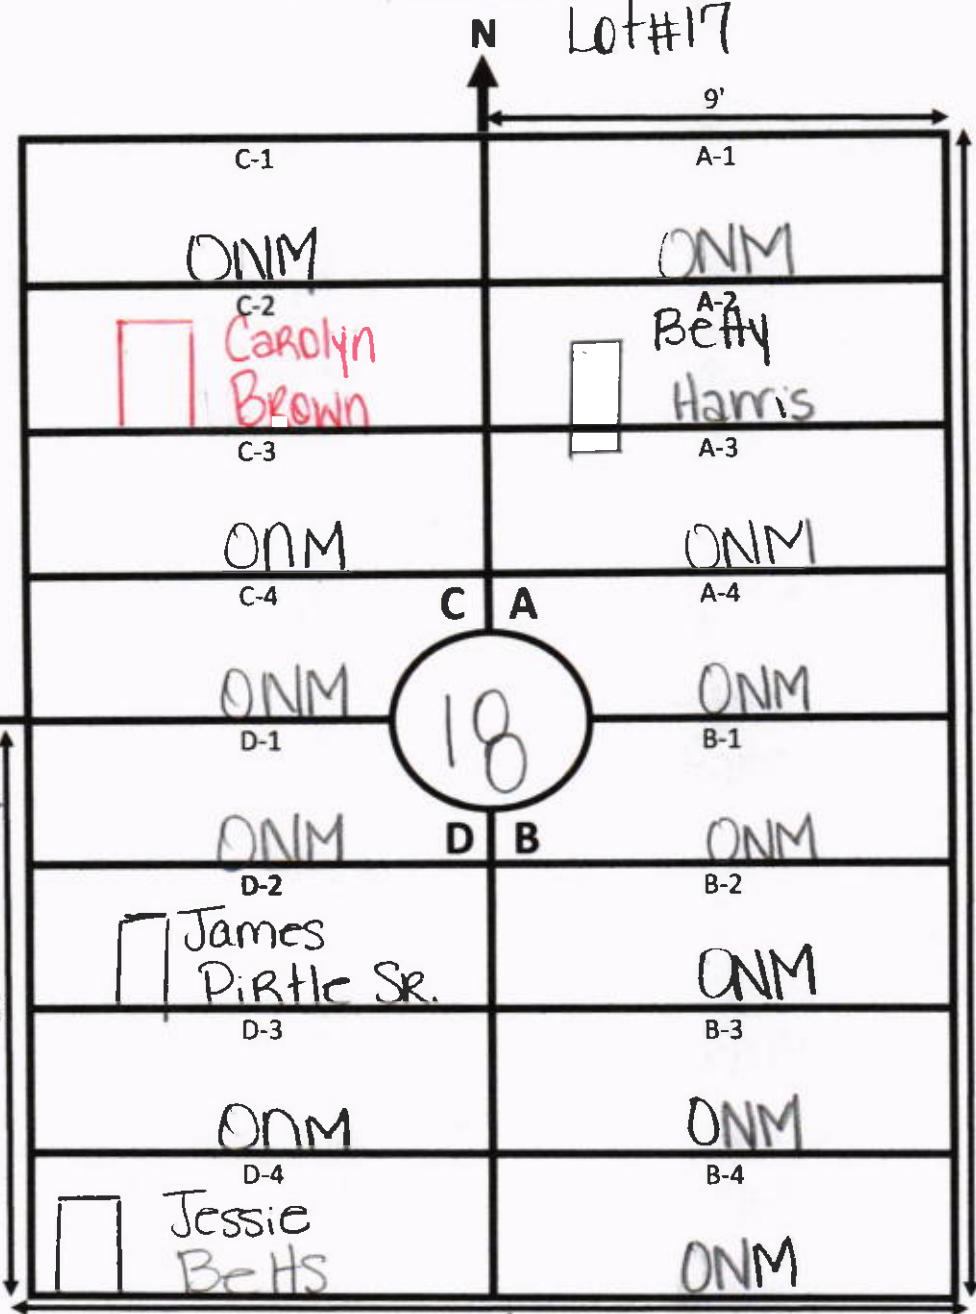 N Lot#17
9'
C-1 A-1
ONM ONM
C-2 A-2
Carolyn Betty
Brown Harris
C-3 A-3
ONM ONM
C-4 C A A-4
ONM ONM
18
D-1 B-1
ONM D B ONM
D-2 B-2
James
Pirtle Sr. ONM
D-3 B-3
ONM ONM
D-4 B-4
Jessie
Betts ONM